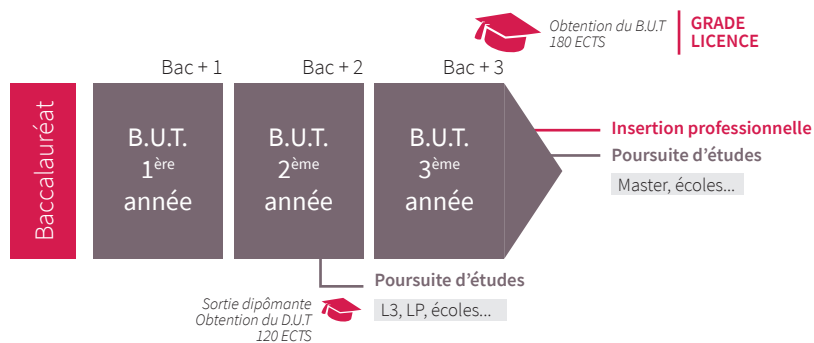 Obtention du B.U.T
180 ECTS
GRADE
LICENCE
Bac + 1
Bac + 2
Bac + 3
Baccalauréat
B.U.T.
1ère
année
B.U.T.
2ème
année
B.U.T.
3ème
année
Insertion professionnelle
Poursuite d’études
Master, écoles...
Poursuite d’études
L3, LP, écoles...
Sortie dipômante
Obtention du D.U.T
120 ECTS